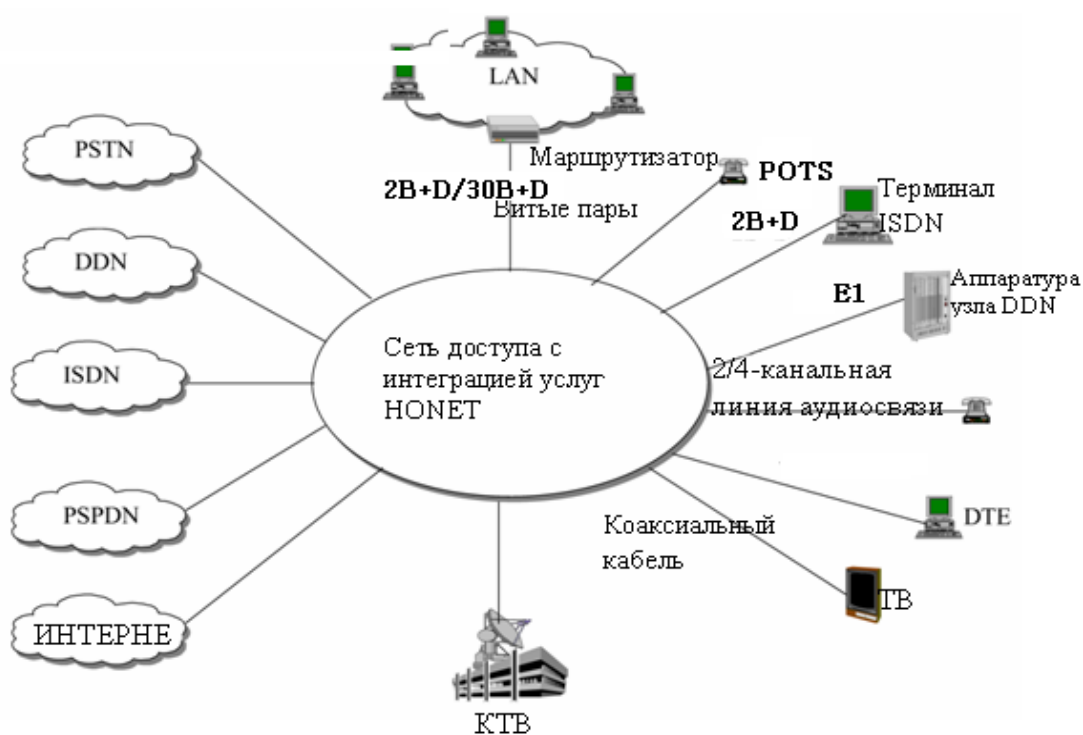 LAN
PSTN
Маршрутизатор
POTS
2B+D/30B+D
Витые пары
Терминал
ISDN
2B+D
DDN
E1
Аппаратура
узла DDN
Сеть доступа с
интеграцией услуг
HONET
ISDN
2/4-канальная
линия аудиосвязи
PSPDN
Коаксиальный
кабель
DTE
ТВ
ИНТЕРНЕ
КТВ